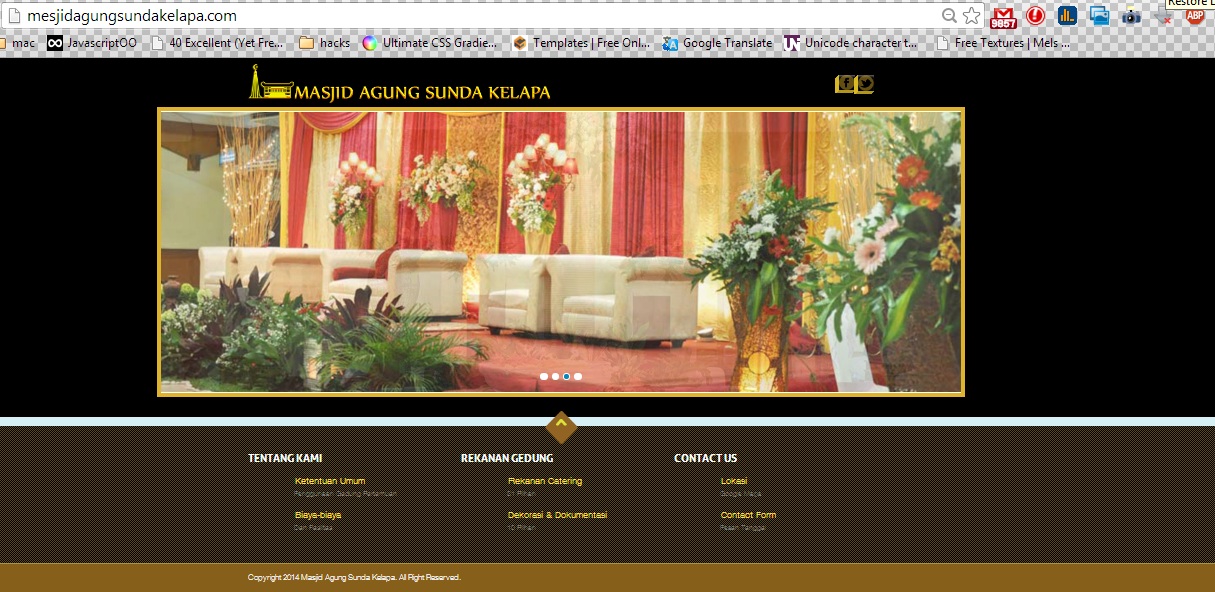 mesjidagungsundakelapa.com
Restore D
9857
ABP
mac
JavascriptOO
40 Excellent (Yet Fre...
hacks
Ultimate CSS Gradie...
Templates | Free Onl...
Google Translate
Unicode character t...
Free Textures | Mels ...
MASJID AGUNG SUNDA KELAPA
TENTANG KAMI
REKANAN GEDUNG
CONTACT US
Ketentuan Umum
Rekanan Catering
Lokasi
Penggunaan Gedung Pertemuan
21 Pilihan
Google Maps
Biaya-biaya
Dekorasi & Dokumentasi
Contact Form
Dan Fasilitas
10 Pilihan
Pesan Tanggal
Copyright 2014 Masjid Agung Sunda Kelapa. All Right Reserved.